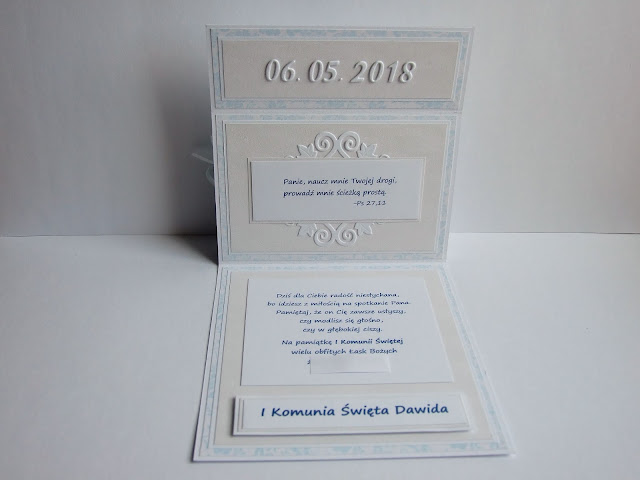 06. 05. 2018
Panie, naucz mnie Twojej drogi,
prowadź mnie ścieżką prostą.
-Ps 27,11
Dziś dla Ciebie radość niesłychana,
bo idziesz z miłością na spotkanie Pana.
Pamiętaj, że on Cię zawsze usłyszy,
czy modlisz się głośno,
czy w głębokiej ciszy.
Na pamiątkę I Komunii Świętej
wielu obfitych Łask Bożych
I Komunia Święta Dawida